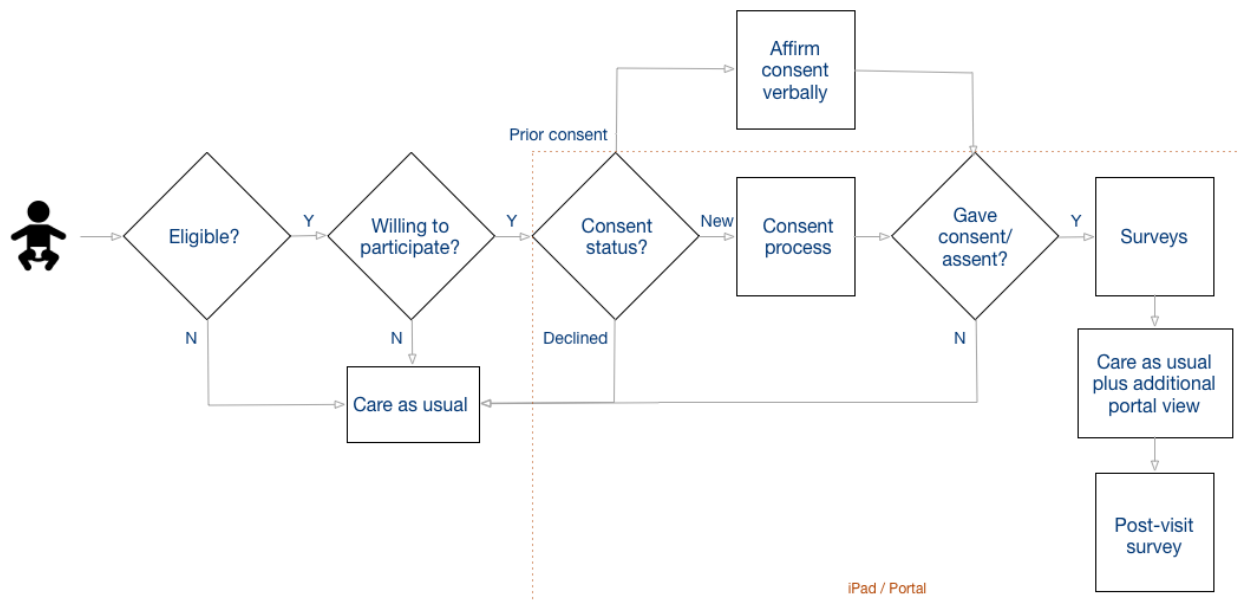 Affirm
consent
verbally
Prior consent
Eligible?
Y
Willing to
participate?
Y
Consent
status?
New
Consent
process
Gave
consent/
assent?
Y
Surveys
N
N
Declined
N
Care as usual
Care as usual
plus additional
portal view
Post-visit
survey
iPad / Portal